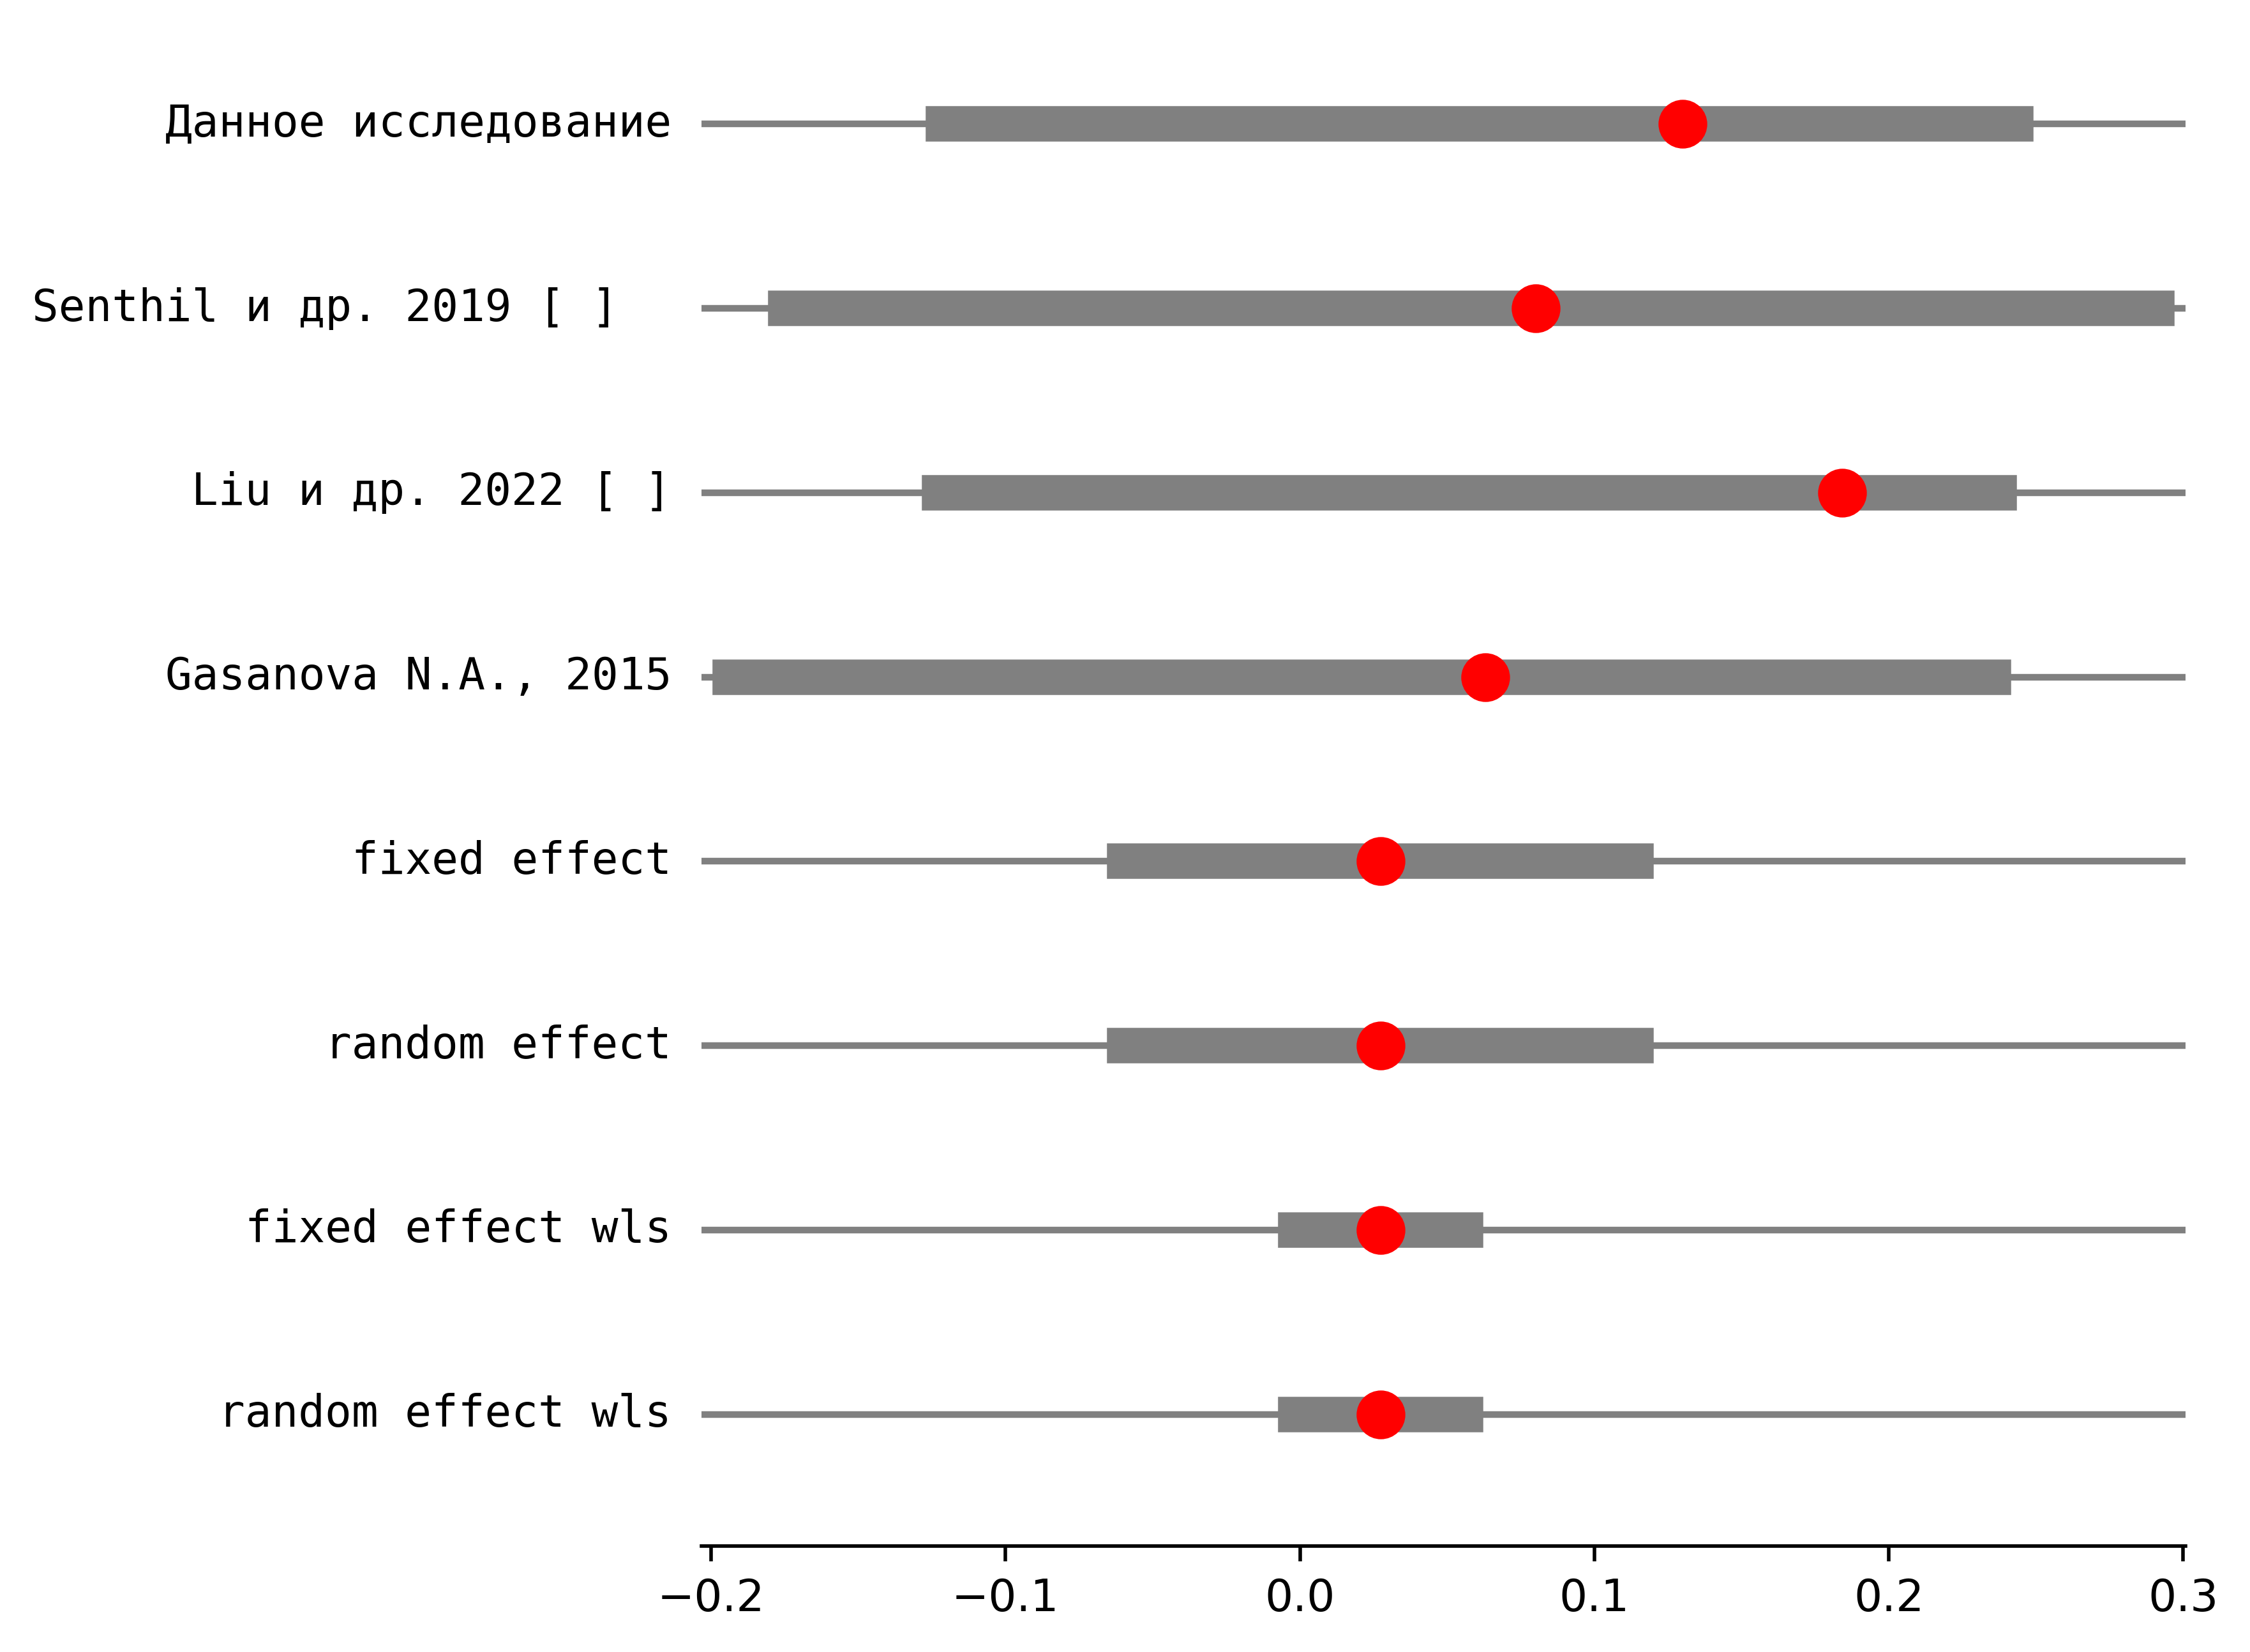 Данное исследование
Senthil и др. 2019 [ ]
Liu и др. 2022 [ ]
Gasanova N.A., 2015
fixed effect
random effect
fixed effect wls
random effect wls
−0.2 −0.1 0.0 0.1 0.2 0.3